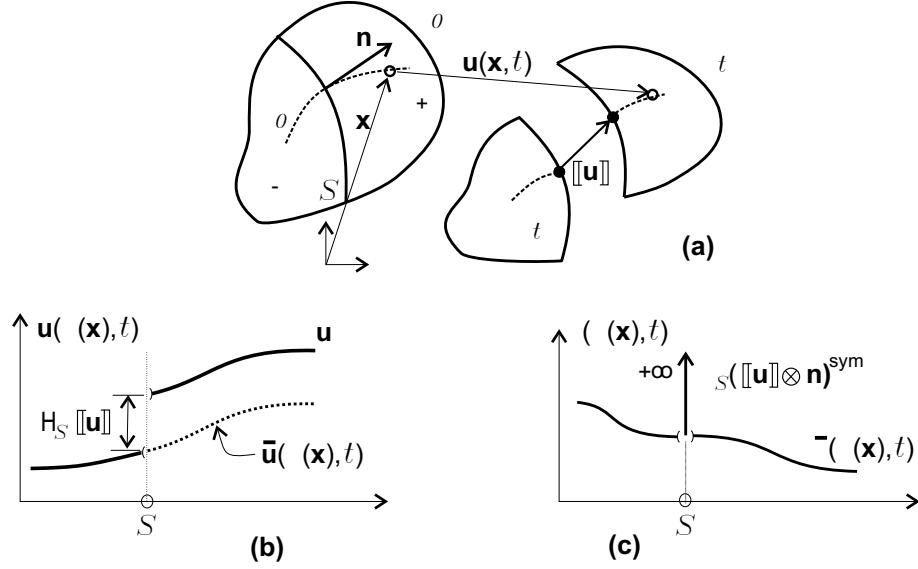 0
n
u(x,t)
t
+
x
0
-
S
[[u]]
t
(a)
u( (x),t)
u
H_S [[u]]
ū( (x),t)
S
(b)
( (x),t)
+∞
_S([[u]]⊗n)^sym
¯( (x),t)
S
(c)